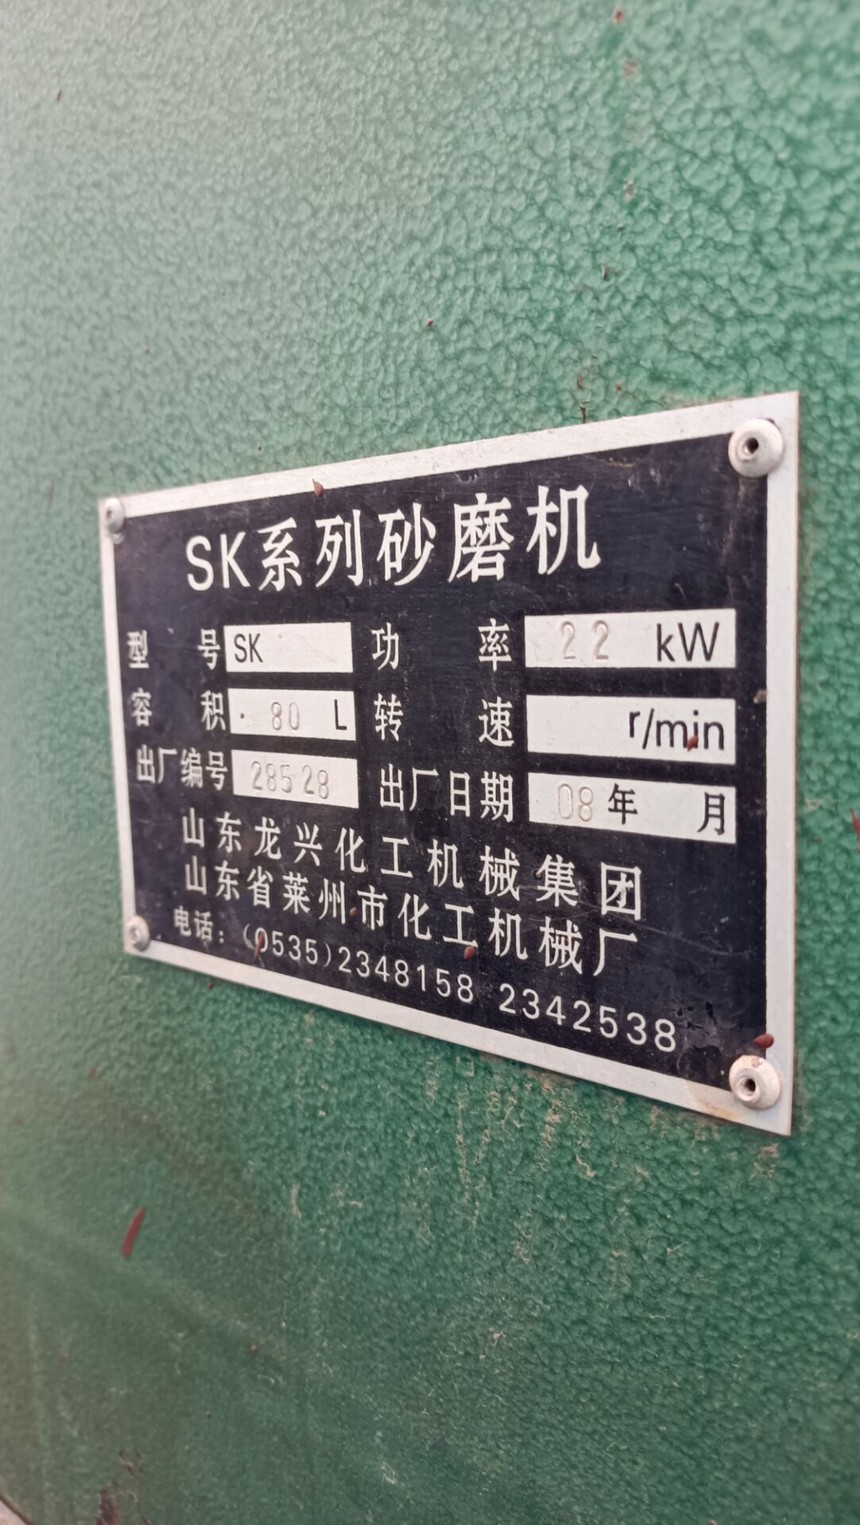 SK系列砂磨机
型号 SK 功率 22 kW
容积 80 L 转速 r/min
出厂编号 28528 出厂日期 08年 月
山东龙兴化工机械集团
山东省莱州市化工机械厂
电话:(0535)2348158 2342538